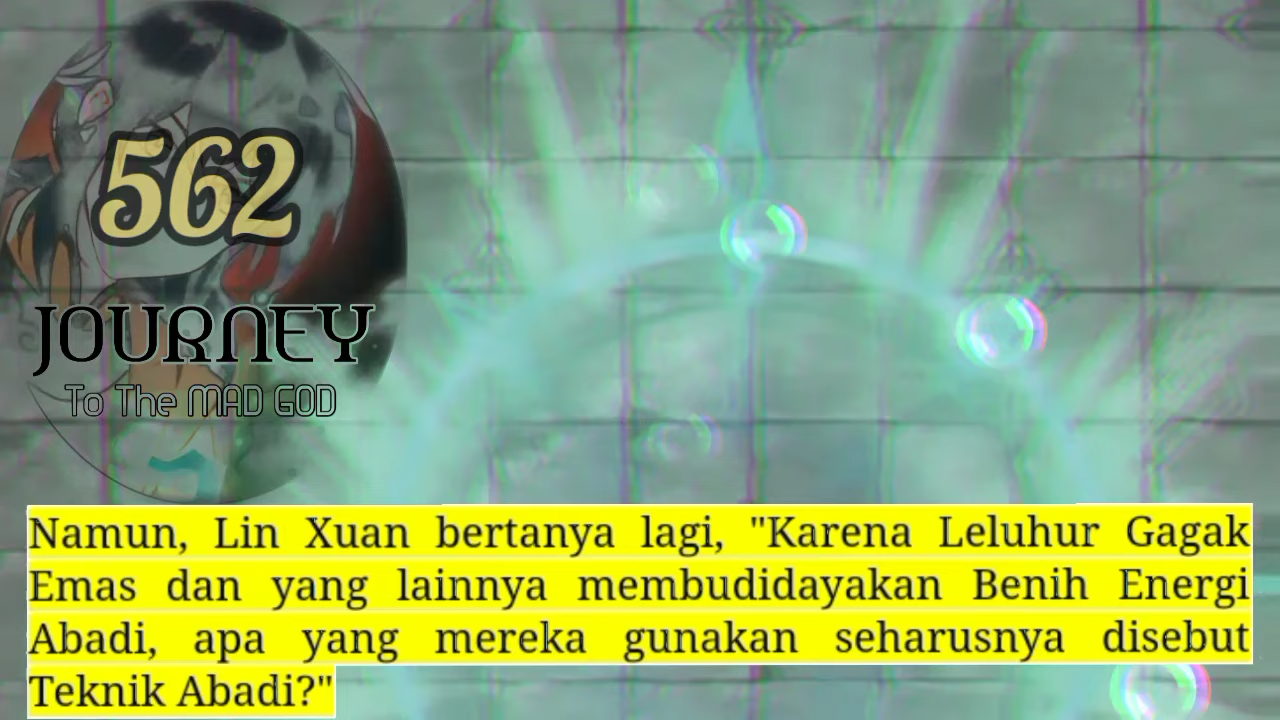 562
JOURNEY
To The MAD GOD
Namun, Lin Xuan bertanya lagi, "Karena Leluhur Gagak
Emas dan yang lainnya membudidayakan Benih Energi
Abadi, apa yang mereka gunakan seharusnya disebut
Teknik Abadi?"